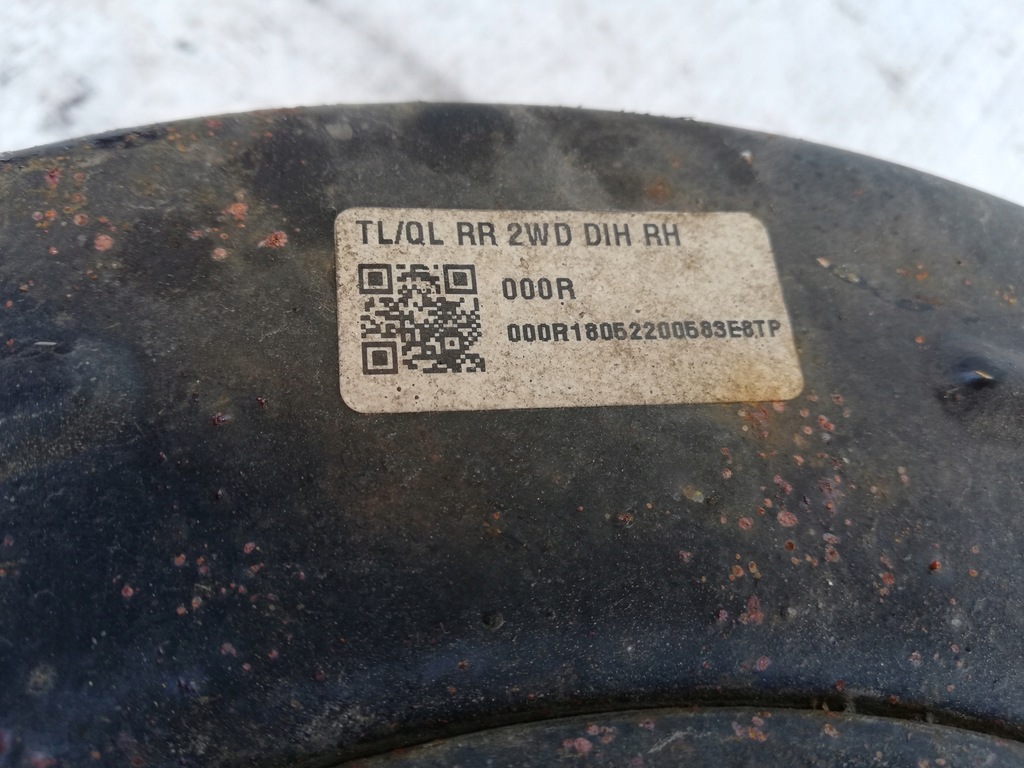 TL/QL RR 2WD DIH RH
000R
000R18052200583E8TP